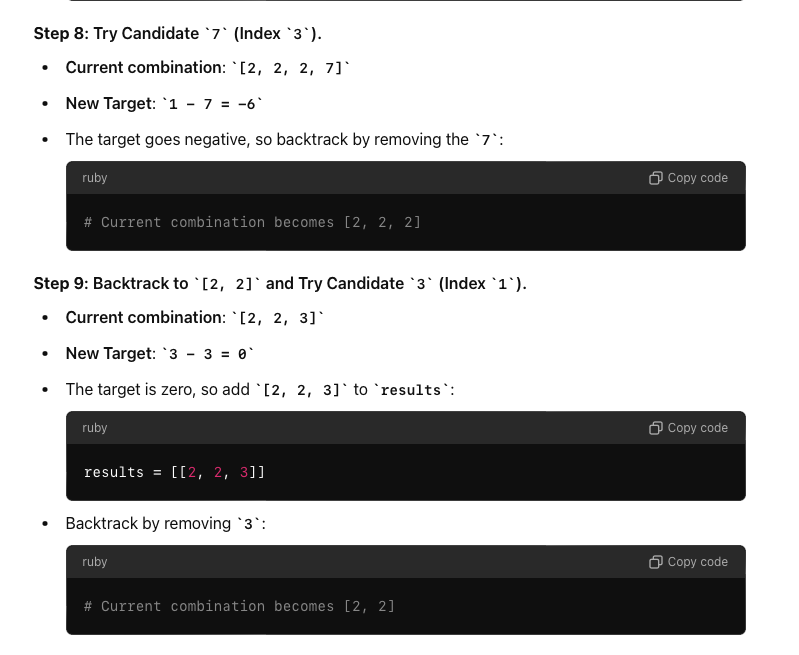 Step 8: Try Candidate `7` (Index `3`).
• Current combination: `[2, 2, 2, 7]`
• New Target: `1 - 7 = -6`
• The target goes negative, so backtrack by removing the `7`:
ruby Copy code
# Current combination becomes [2, 2, 2]
Step 9: Backtrack to `[2, 2]` and Try Candidate `3` (Index `1`).
• Current combination: `[2, 2, 3]`
• New Target: `3 - 3 = 0`
• The target is zero, so add `[2, 2, 3]` to `results`:
ruby Copy code
results = [[2, 2, 3]]
• Backtrack by removing `3`:
ruby Copy code
# Current combination becomes [2, 2]